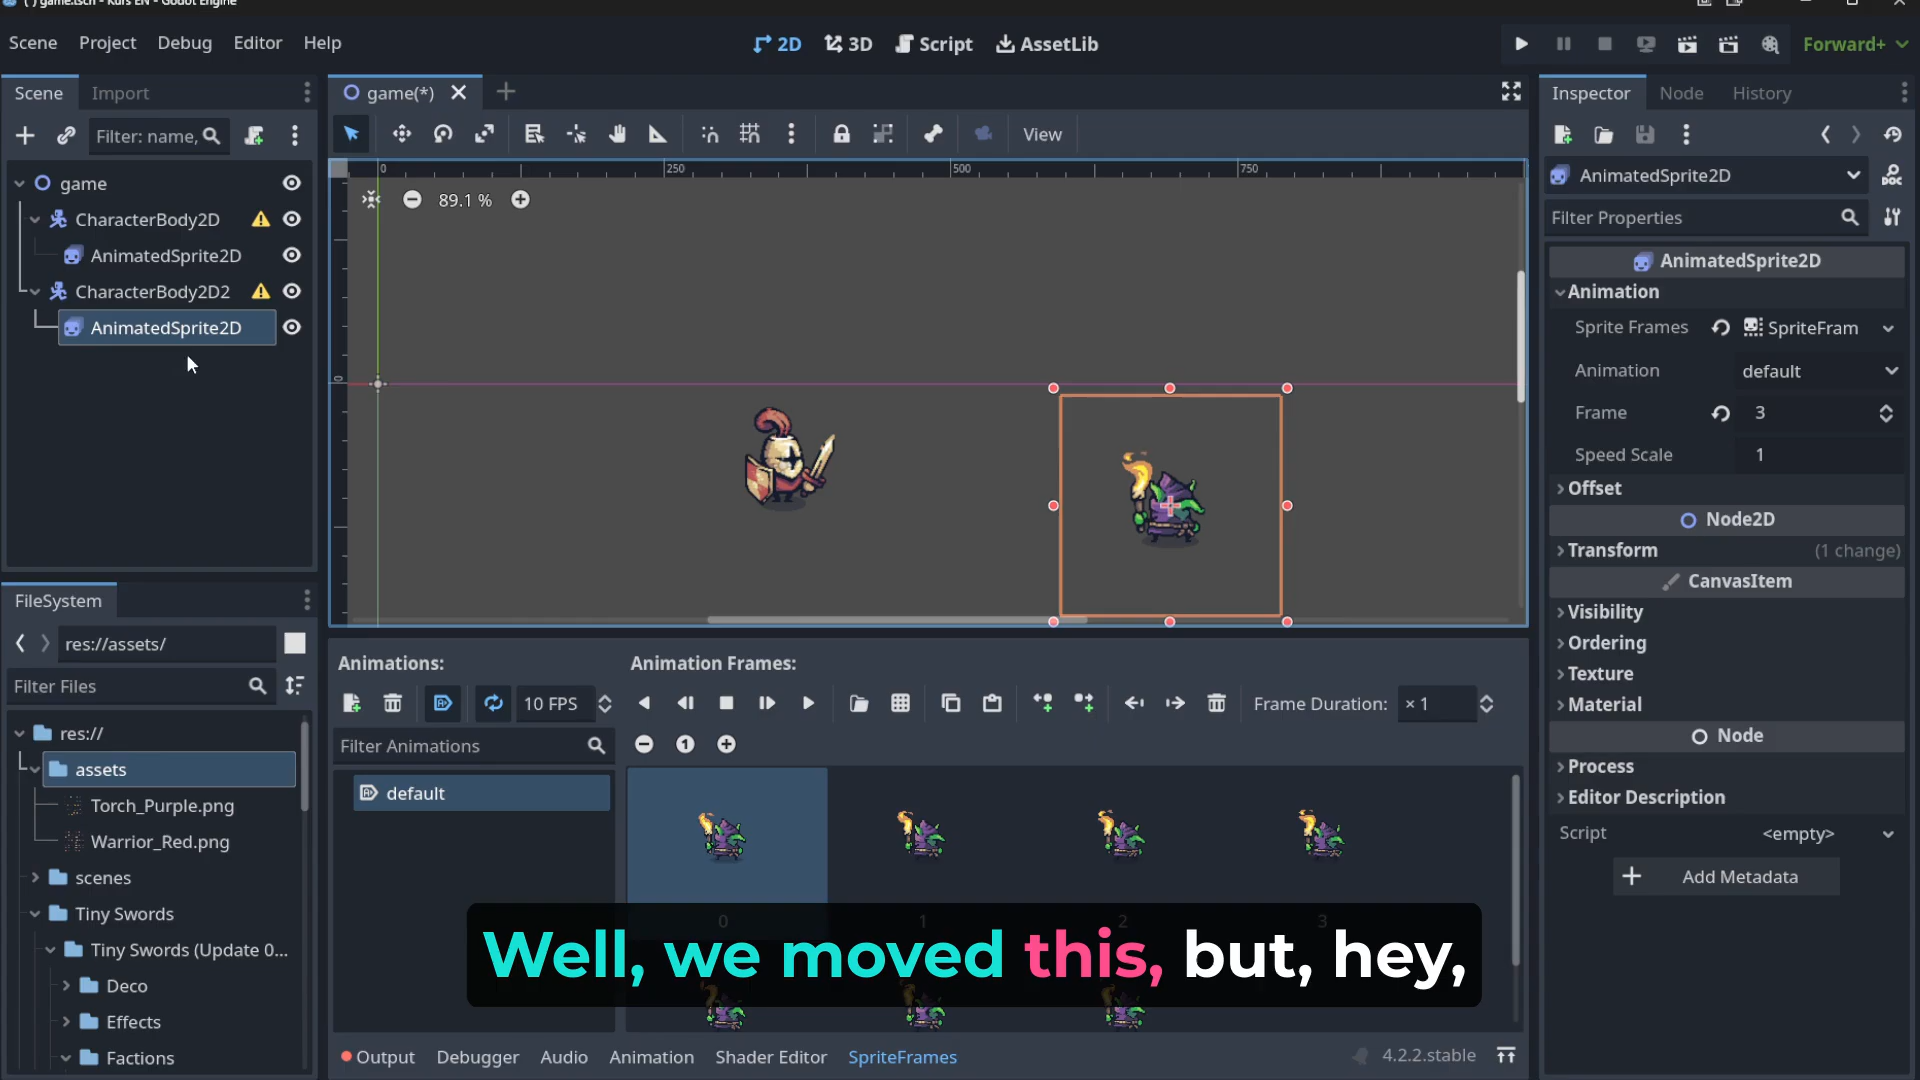 (*) game.tscn - Kurs EN - Godot Engine
Scene Project Debug Editor Help
2D 3D Script AssetLib
Forward+
Scene Import
game(*)
Inspector Node History
Filter: name,
View
AnimatedSprite2D
Filter Properties
game
CharacterBody2D
AnimatedSprite2D
CharacterBody2D2
AnimatedSprite2D
0 250 500 750
0
89.1 %
AnimatedSprite2D
Animation
Sprite Frames SpriteFram
Animation default
Frame 3
Speed Scale 1
Offset
Node2D
Transform (1 change)
CanvasItem
Visibility
Ordering
Texture
Material
Node
Process
Editor Description
Script <empty>
Add Metadata
FileSystem
res://assets/
Filter Files
res://
assets
Torch_Purple.png
Warrior_Red.png
scenes
Tiny Swords
Tiny Swords (Update 0...
Deco
Effects
Factions
Animations: Animation Frames:
10 FPS
Frame Duration: × 1
Filter Animations
1
default
0 1 2 3
Well, we moved this, but, hey,
Output Debugger Audio Animation Shader Editor SpriteFrames
4.2.2.stable